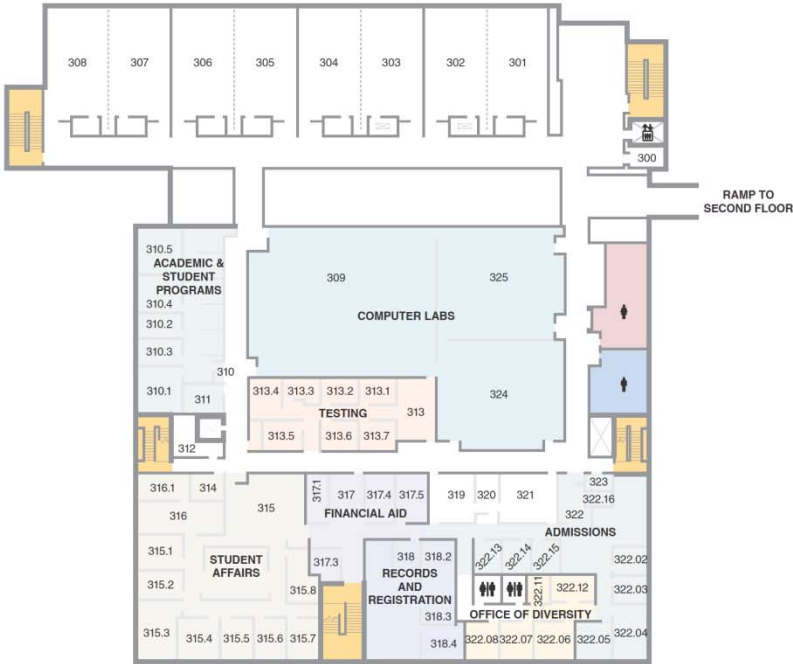 308 307 306 305 304 303 302 301
300
RAMP TO
SECOND FLOOR
310.5
ACADEMIC &
STUDENT
PROGRAMS
310.4
310.2
310.3
310
310.1
311
309
325
COMPUTER LABS
324
313.4 313.3 313.2 313.1
TESTING
313
313.5 313.6 313.7
312
316.1 314
316
315
315.1
315.2
STUDENT
AFFAIRS
315.8
315.3 315.4 315.5 315.6 315.7
317.1 317 317.4 317.5
FINANCIAL AID
317.3
318 318.2
RECORDS
AND
REGISTRATION
318.3
318.4
319 320 321
323
322.16
322
ADMISSIONS
322.13 322.14 322.15
322.02
322.11 322.12
322.03
OFFICE OF DIVERSITY
322.08 322.07 322.06 322.05 322.04